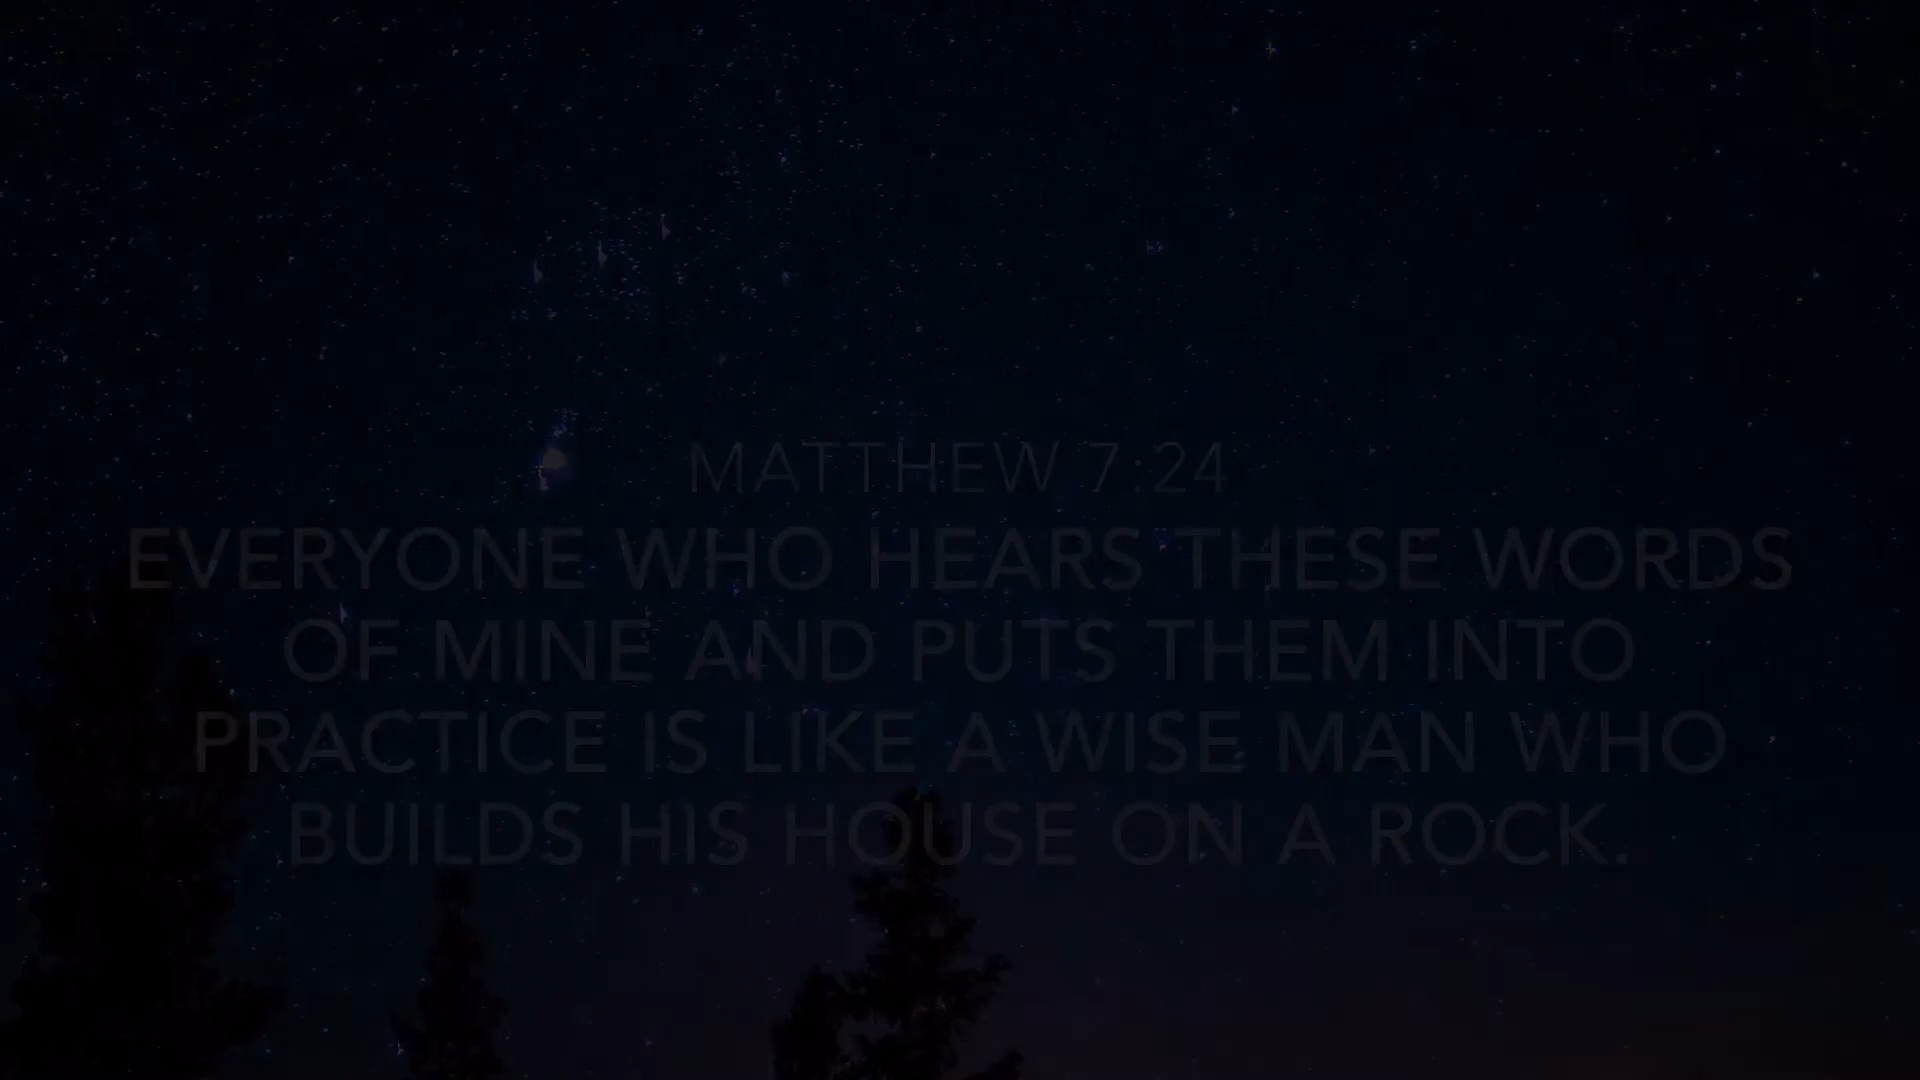 MATTHEW 7:24
EVERYONE WHO HEARS THESE WORDS
OF MINE AND PUTS THEM INTO
PRACTICE IS LIKE A WISE MAN WHO
BUILDS HIS HOUSE ON A ROCK.